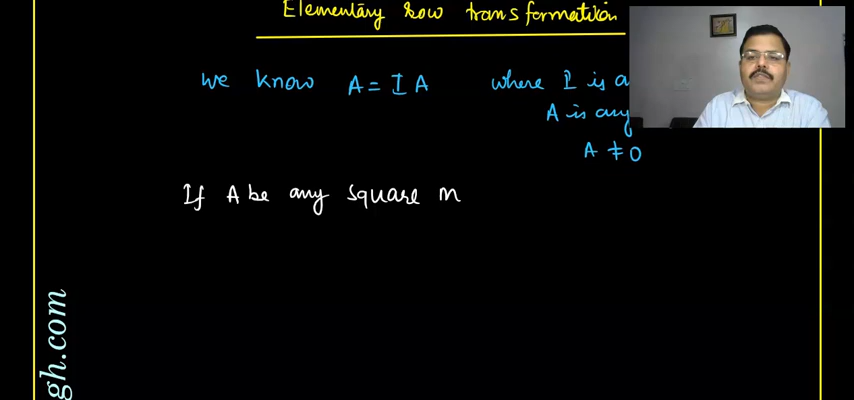 Elementary row transformation
We know A = I A where I is a
A is any
A ≠ 0
If A be any square m
gh.com